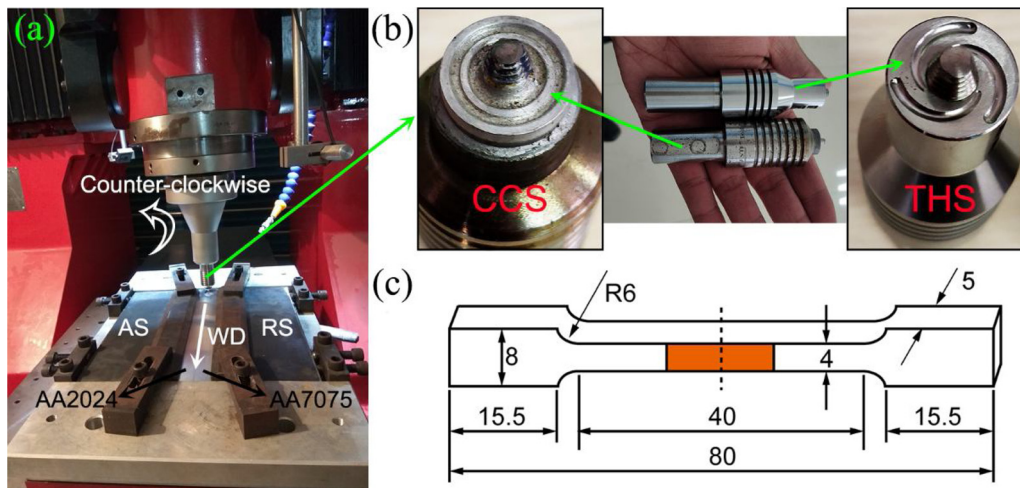 (a)
Counter-clockwise
AS
WD
RS
AA2024
AA7075
(b)
CCS
THS
(c)
R6
5
8
4
15.5
40
15.5
80